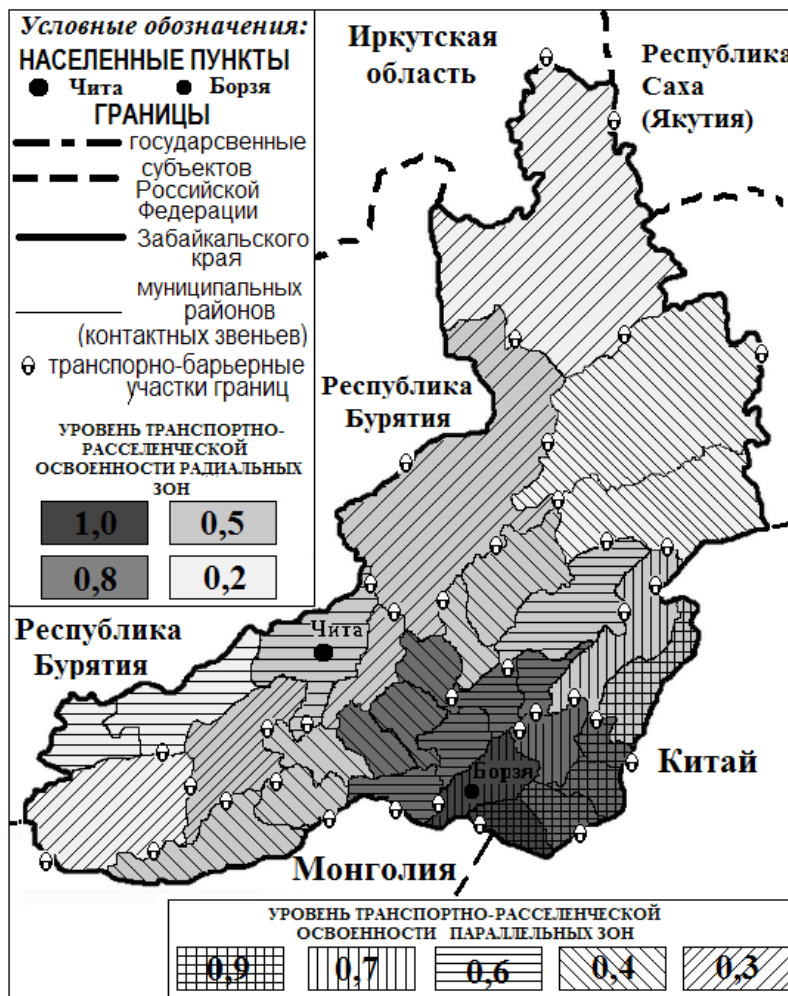 Условные обозначения:
НАСЕЛЕННЫЕ ПУНКТЫ
Чита Борзя
ГРАНИЦЫ
государсвенные
субъектов
Российской
Федерации
Забайкальского
края
муниципальных
районов
(контактных звеньев)
транспорно-барьерные
участки границ
УРОВЕНЬ ТРАНСПОРТНО-
РАССЕЛЕНЧЕСКОЙ
ОСВОЕННОСТИ РАДИАЛЬНЫХ
ЗОН
1,0 0,5
0,8 0,2
Иркутская
область
Республика
Саха
(Якутия)
Республика
Бурятия
Республика
Бурятия
Чита
Борзя
Китай
Монголия
УРОВЕНЬ ТРАНСПОРТНО-РАССЕЛЕНЧЕСКОЙ
ОСВОЕННОСТИ ПАРАЛЛЕЛЬНЫХ ЗОН
0,9 0,7 0,6 0,4 0,3